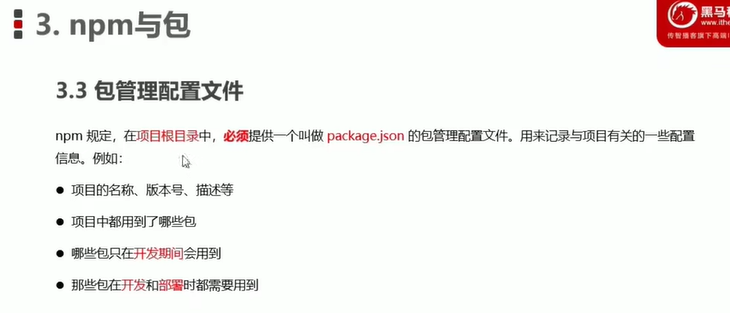 3. npm与包
黑马
www.ithe
传智播客旗下高端I
3.3 包管理配置文件
npm 规定，在项目根目录中，必须提供一个叫做 package.json 的包管理配置文件。用来记录与项目有关的一些配置
信息。例如：
● 项目的名称、版本号、描述等
● 项目中都用到了哪些包
● 哪些包只在开发期间会用到
● 那些包在开发和部署时都需要用到